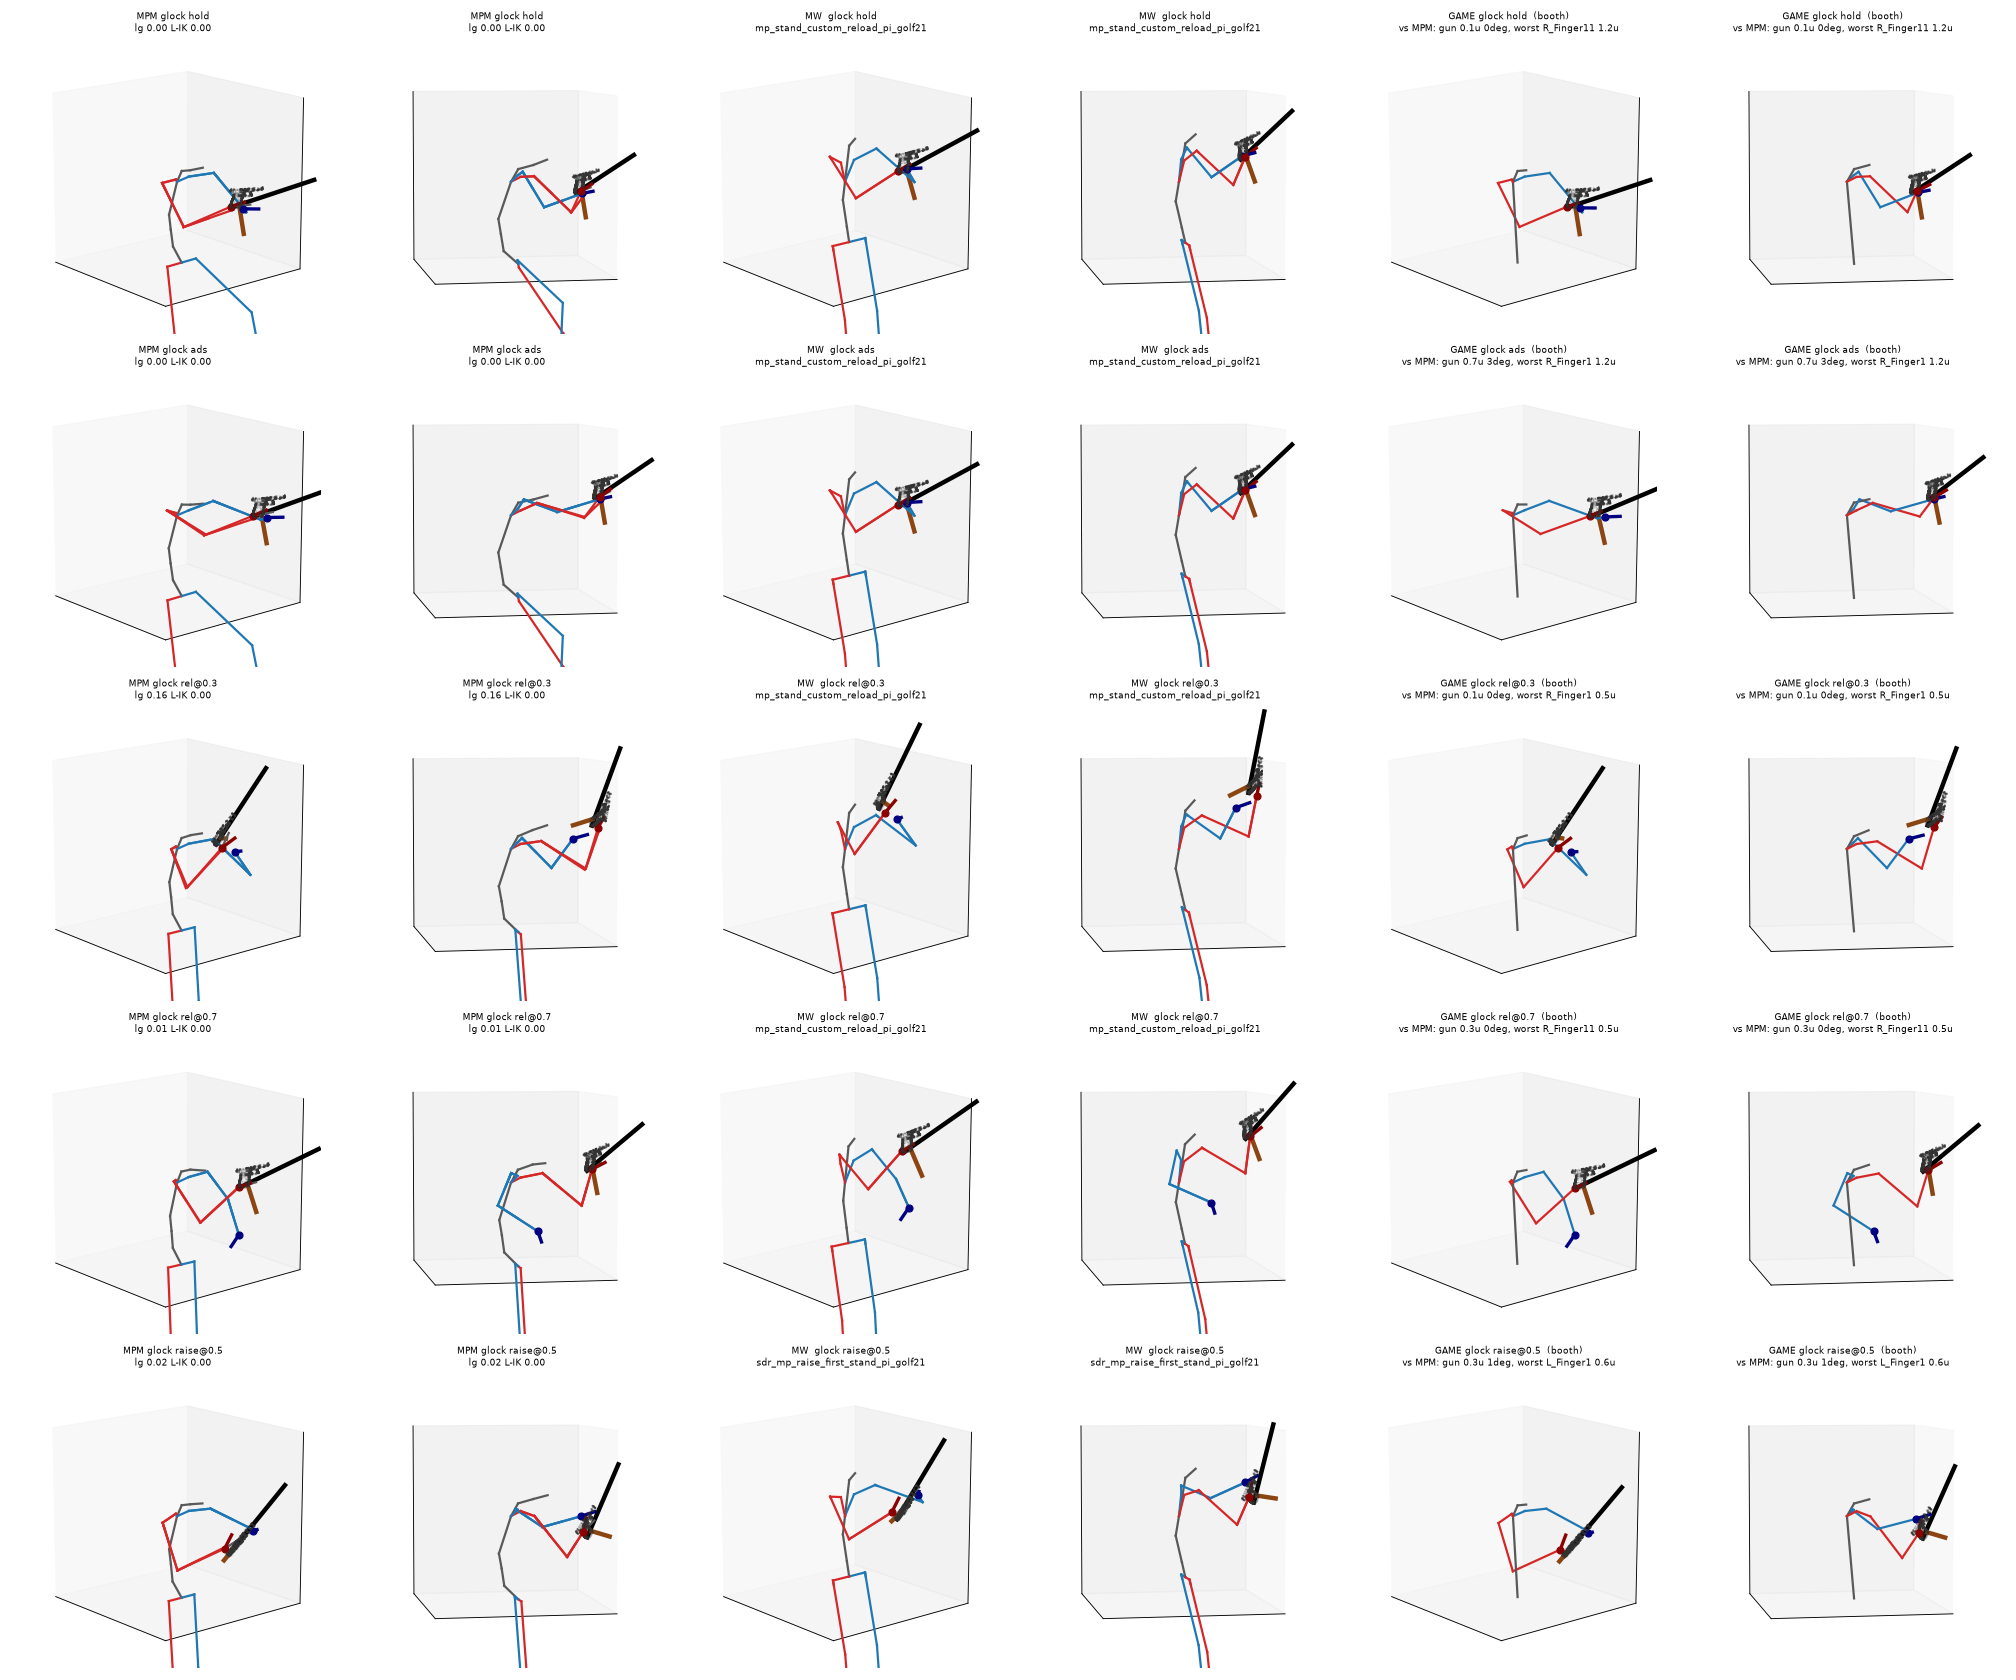 MPM glock hold
lg 0.00 L-IK 0.00
MPM glock hold
lg 0.00 L-IK 0.00
MW  glock hold
mp_stand_custom_reload_pi_golf21
MW  glock hold
mp_stand_custom_reload_pi_golf21
GAME glock hold  (booth)
vs MPM: gun 0.1u 0deg, worst R_Finger11 1.2u
GAME glock hold  (booth)
vs MPM: gun 0.1u 0deg, worst R_Finger11 1.2u
MPM glock ads
lg 0.00 L-IK 0.00
MPM glock ads
lg 0.00 L-IK 0.00
MW  glock ads
mp_stand_custom_reload_pi_golf21
MW  glock ads
mp_stand_custom_reload_pi_golf21
GAME glock ads  (booth)
vs MPM: gun 0.7u 3deg, worst R_Finger1 1.2u
GAME glock ads  (booth)
vs MPM: gun 0.7u 3deg, worst R_Finger1 1.2u
MPM glock rel@0.3
lg 0.16 L-IK 0.00
MPM glock rel@0.3
lg 0.16 L-IK 0.00
MW  glock rel@0.3
mp_stand_custom_reload_pi_golf21
MW  glock rel@0.3
mp_stand_custom_reload_pi_golf21
GAME glock rel@0.3  (booth)
vs MPM: gun 0.1u 0deg, worst R_Finger1 0.5u
GAME glock rel@0.3  (booth)
vs MPM: gun 0.1u 0deg, worst R_Finger1 0.5u
MPM glock rel@0.7
lg 0.01 L-IK 0.00
MPM glock rel@0.7
lg 0.01 L-IK 0.00
MW  glock rel@0.7
mp_stand_custom_reload_pi_golf21
MW  glock rel@0.7
mp_stand_custom_reload_pi_golf21
GAME glock rel@0.7  (booth)
vs MPM: gun 0.3u 0deg, worst R_Finger11 0.5u
GAME glock rel@0.7  (booth)
vs MPM: gun 0.3u 0deg, worst R_Finger11 0.5u
MPM glock raise@0.5
lg 0.02 L-IK 0.00
MPM glock raise@0.5
lg 0.02 L-IK 0.00
MW  glock raise@0.5
sdr_mp_raise_first_stand_pi_golf21
MW  glock raise@0.5
sdr_mp_raise_first_stand_pi_golf21
GAME glock raise@0.5  (booth)
vs MPM: gun 0.3u 1deg, worst L_Finger1 0.6u
GAME glock raise@0.5  (booth)
vs MPM: gun 0.3u 1deg, worst L_Finger1 0.6u